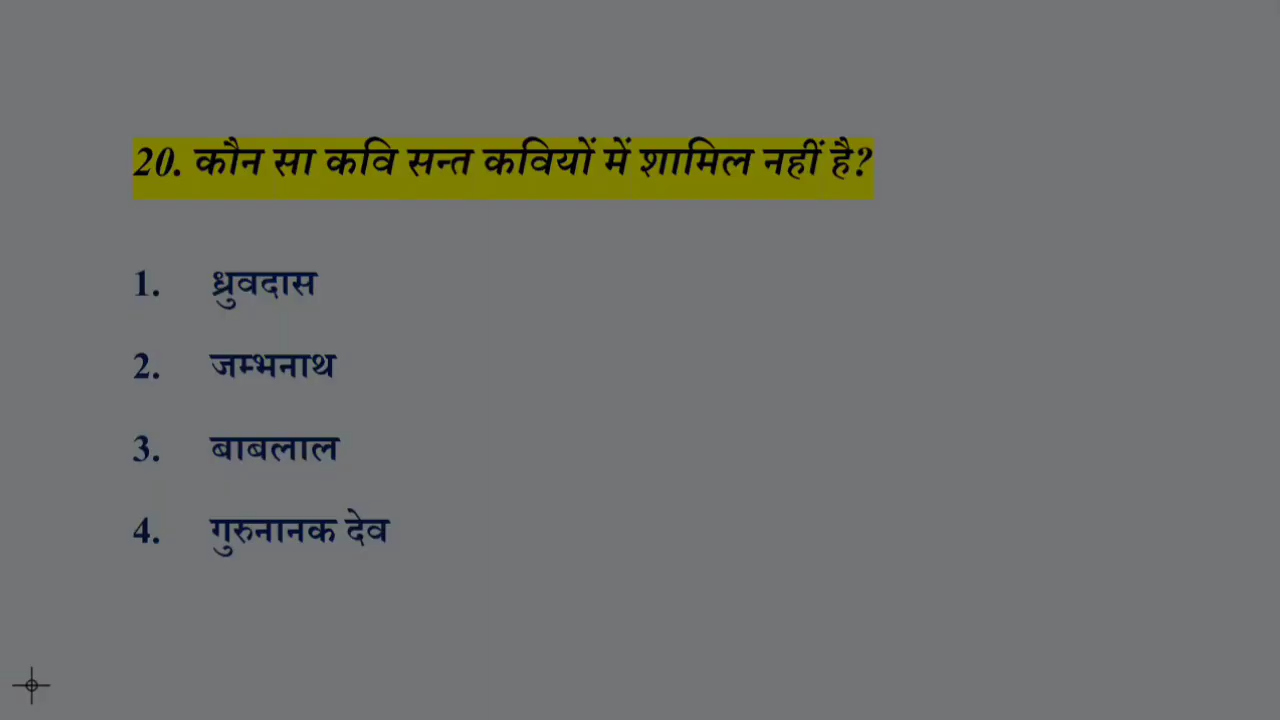 20. कौन सा कवि सन्त कवियों में शामिल नहीं है?
1. ध्रुवदास
2. जम्भनाथ
3. बाबलाल
4. गुरुनानक देव